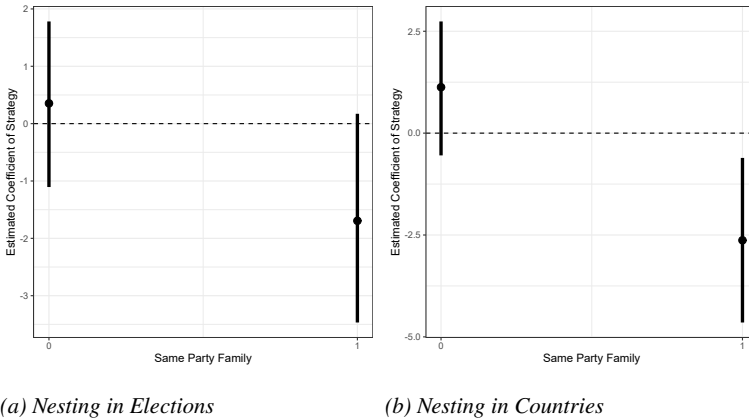 2
1
0
-1
-2
-3
Estimated Coefficient of Strategy
0
1
Same Party Family
(a) Nesting in Elections
2.5
0.0
-2.5
-5.0
Estimated Coefficient of Strategy
0
1
Same Party Family
(b) Nesting in Countries